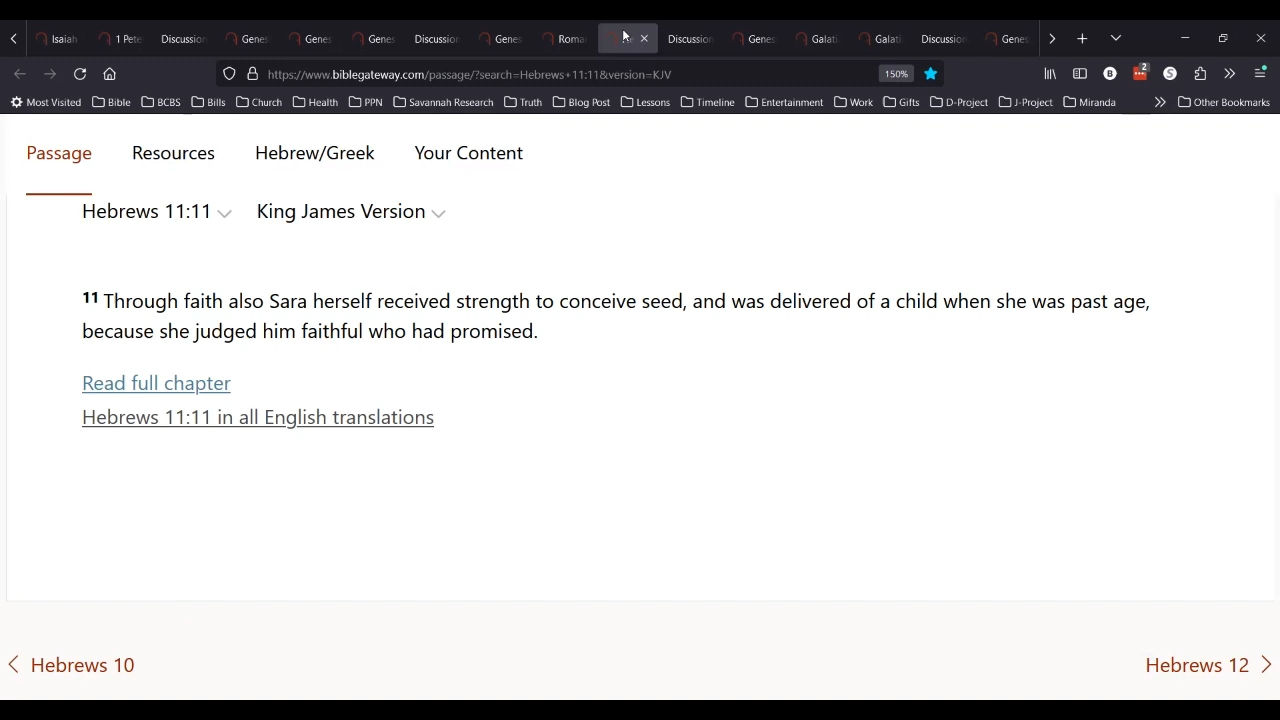 Isaiah 1 Pete Discussion Genes Genes Genes Discussion Genes Roma Discussion Genes Galati Galati Discussion Genes
https://www.biblegateway.com/passage/?search=Hebrews+11:11&version=KJV 150% B 2 S
Most Visited Bible BCBS Bills Church Health PPN Savannah Research Truth Blog Post Lessons Timeline Entertainment Work Gifts D-Project J-Project Miranda Other Bookmarks
Passage Resources Hebrew/Greek Your Content
Hebrews 11:11 King James Version
11 Through faith also Sara herself received strength to conceive seed, and was delivered of a child when she was past age,
because she judged him faithful who had promised.
Read full chapter
Hebrews 11:11 in all English translations
Hebrews 10 Hebrews 12